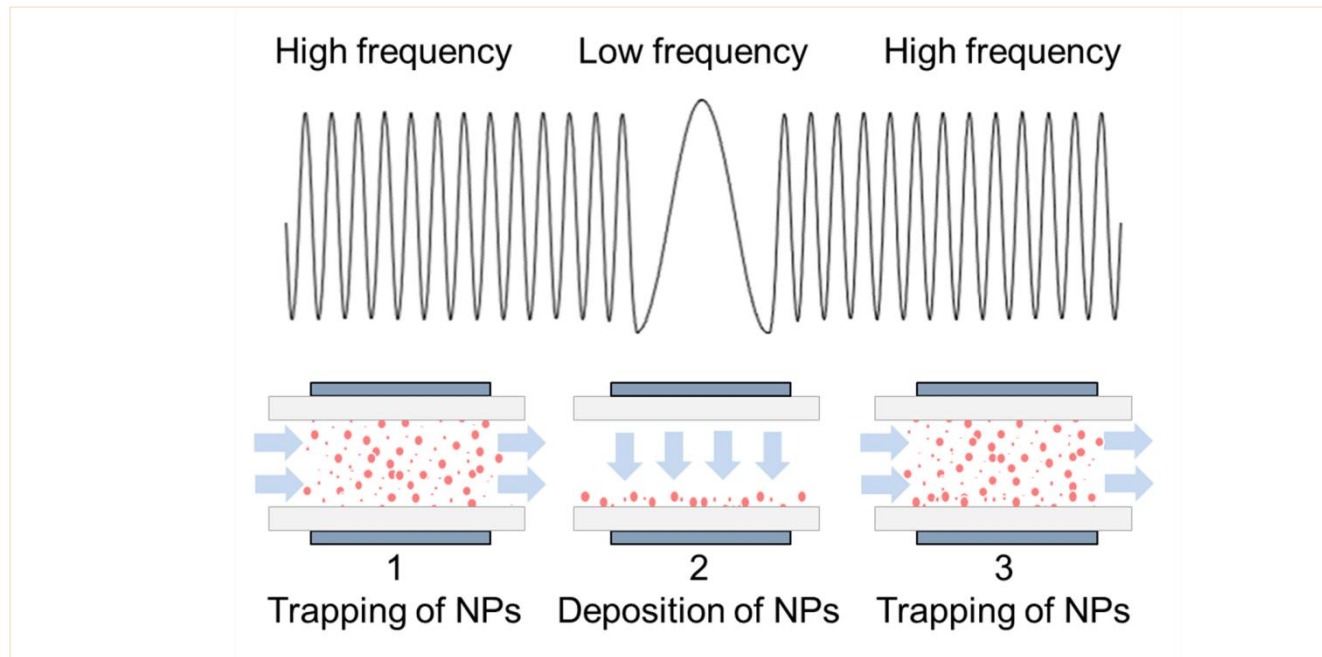 High frequency
Low frequency
High frequency
1
2
3
Trapping of NPs
Deposition of NPs
Trapping of NPs